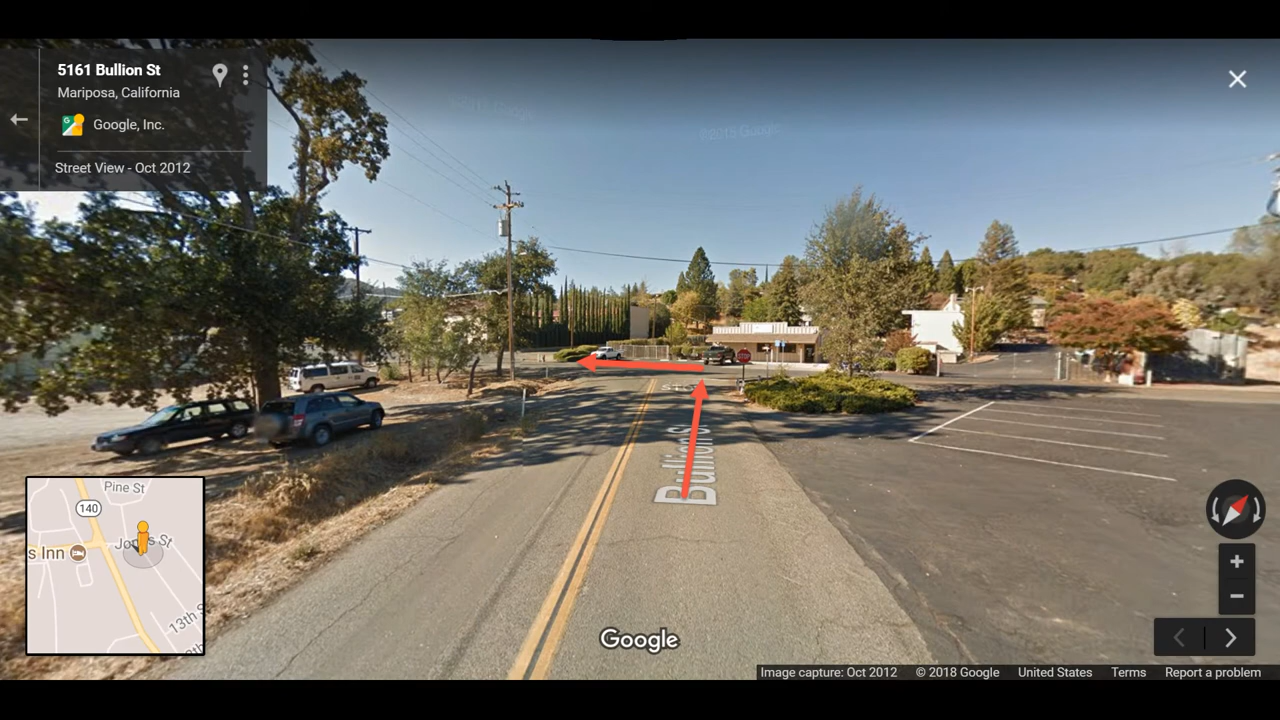 5161 Bullion St
Mariposa, California
Google, Inc.
Street View - Oct 2012
Bullion St
Pine St
140
Jones St
s Inn
13th S
Google
Image capture: Oct 2012 © 2018 Google United States Terms Report a problem